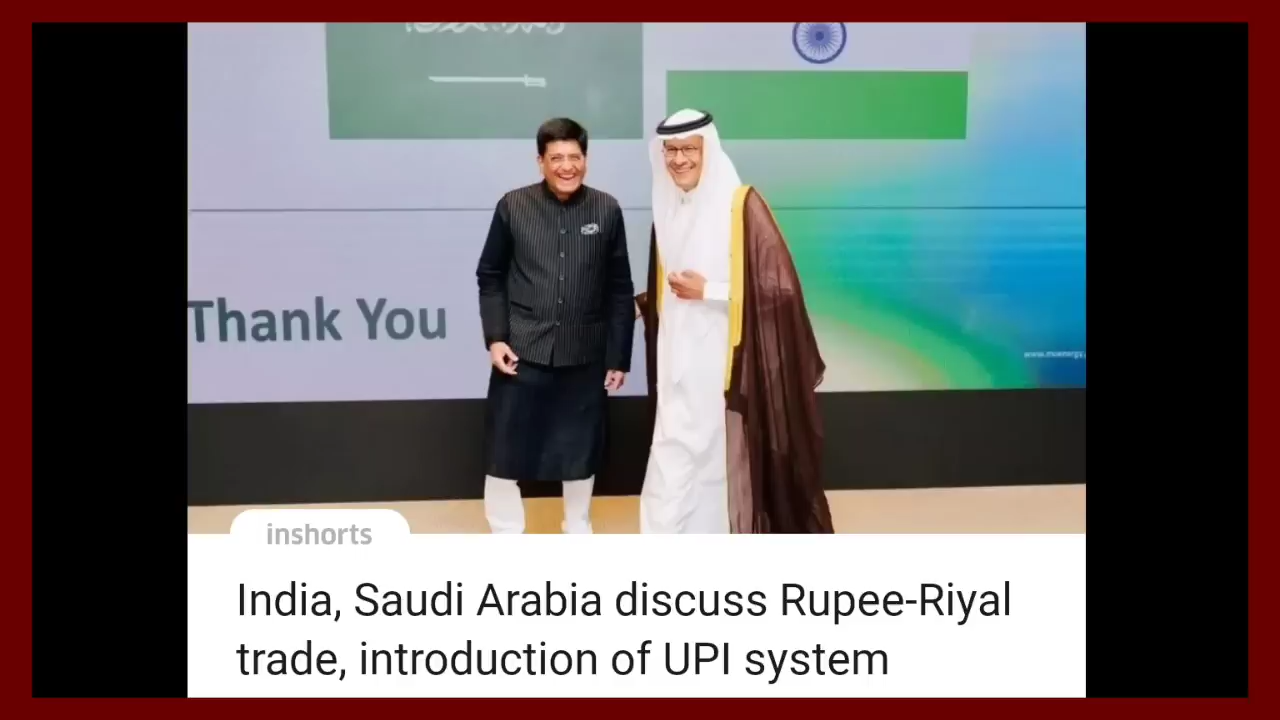 Thank You
inshorts
India, Saudi Arabia discuss Rupee-Riyal
trade, introduction of UPI system